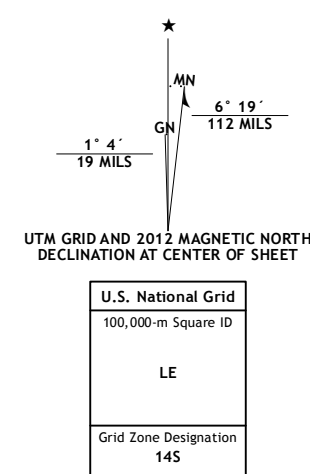 ★
MN
6° 19´
112 MILS
GN
1° 4´
19 MILS
UTM GRID AND 2012 MAGNETIC NORTH
DECLINATION AT CENTER OF SHEET
U.S. National Grid
100,000-m Square ID
LE
Grid Zone Designation
14S